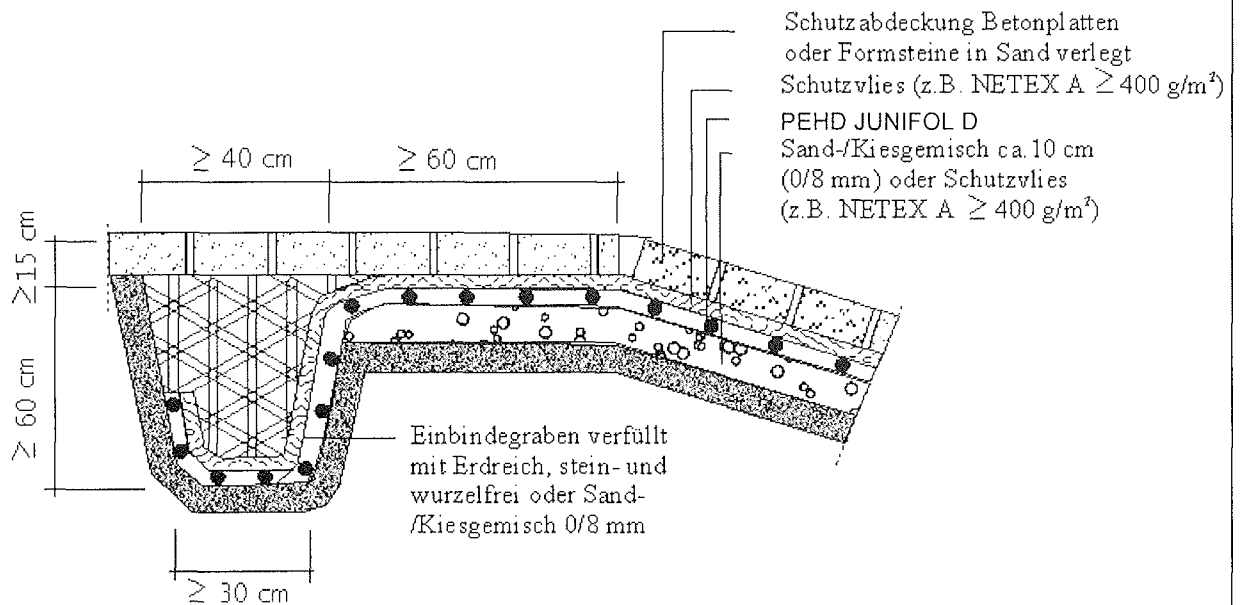 Schutzabdeckung Betonplatten
oder Formsteine in Sand verlegt
Schutzvlies (z.B. NETEX A ≥ 400 g/m²)
PEHD JUNIFOL D
Sand-/Kiesgemisch ca. 10 cm
(0/8 mm) oder Schutzvlies
(z.B. NETEX A ≥ 400 g/m²)
≥ 40 cm
≥ 60 cm
≥15 cm
≥ 60 cm
Einbindegraben verfüllt
mit Erdreich, stein- und
wurzelfrei oder Sand-
/Kiesgemisch 0/8 mm
≥ 30 cm